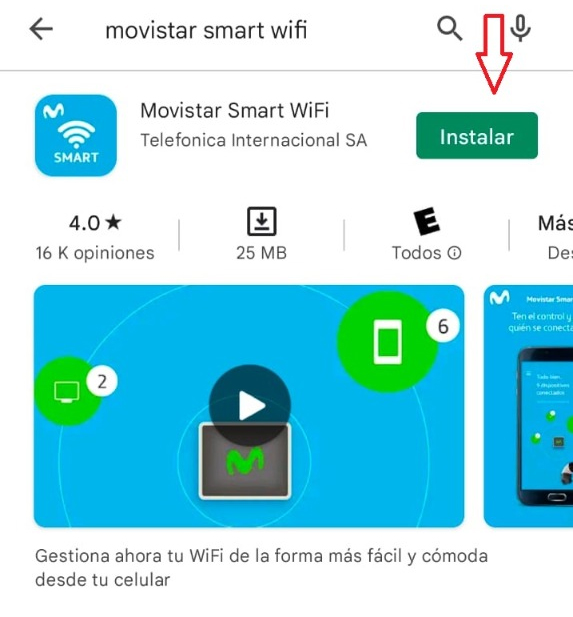 movistar smart wifi
Movistar Smart WiFi
Telefonica Internacional SA
Instalar
SMART
4.0★
16 K opiniones
25 MB
E
Todos
Más
Des
2
6
Movistar Smar
Ten el control y
quién se conecta
Gestiona ahora tu WiFi de la forma más fácil y cómoda
desde tu celular